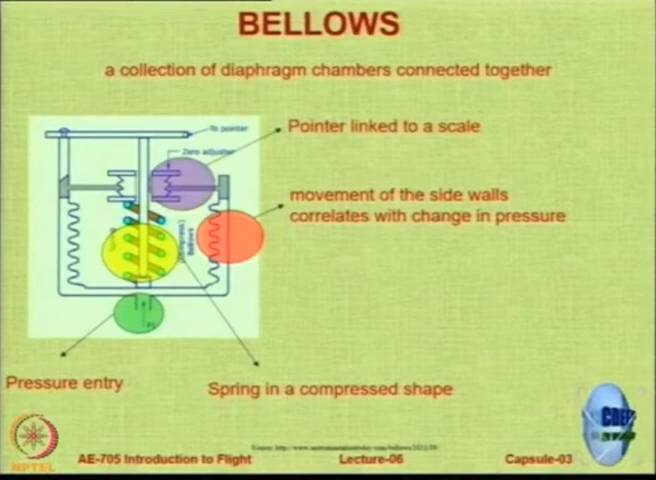 BELLOWS
a collection of diaphragm chambers connected together
To pointer
Pointer linked to a scale
Zero adjuster
movement of the side walls
correlates with change in pressure
Bellows
Pressure entry
Spring in a compressed shape
CDEEP
IIT BOMBAY
NPTEL
AE-705 Introduction to Flight
Lecture-06
Capsule-03